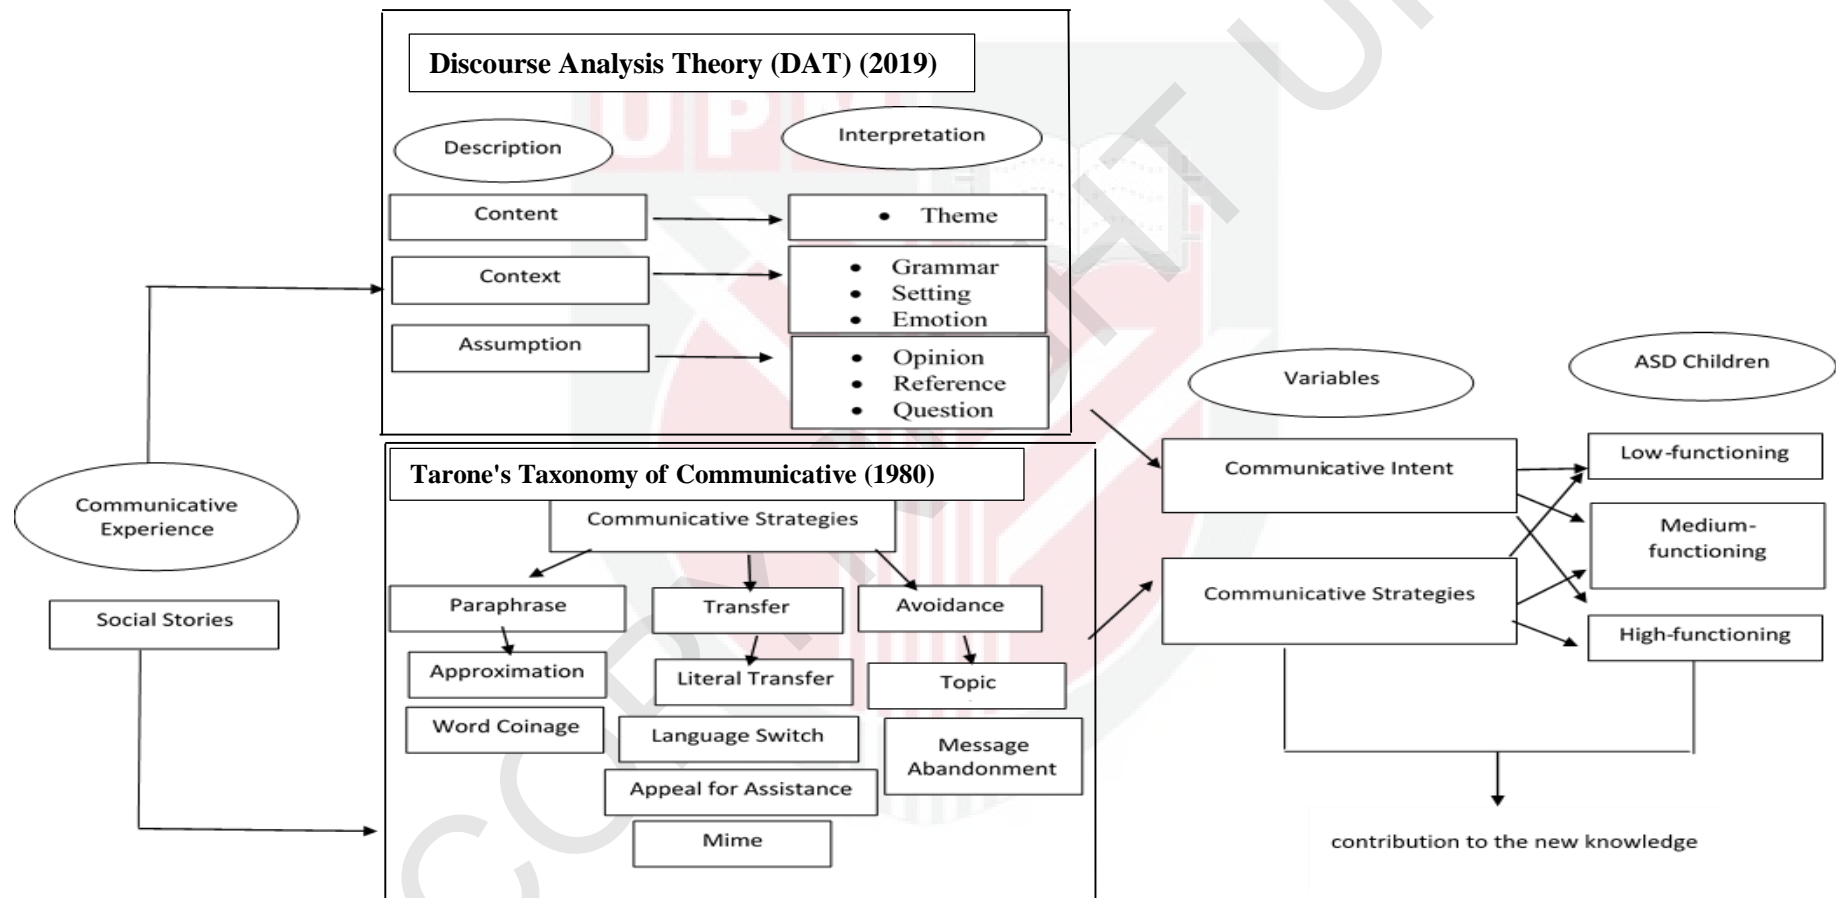 Discourse Analysis Theory (DAT) (2019)
Description
Interpretation
Content
• Theme
Context
• Grammar
• Setting
• Emotion
Assumption
• Opinion
• Reference
• Question
Communicative
Experience
Social Stories
Tarone's Taxonomy of Communicative (1980)
Communicative Strategies
Paraphrase
Transfer
Avoidance
Approximation
Literal Transfer
Topic
Word Coinage
Language Switch
Message
Abandonment
Appeal for Assistance
Mime
Variables
ASD Children
Communicative Intent
Low-functioning
Medium-
functioning
Communicative Strategies
High-functioning
contribution to the new knowledge
UPM
COPYRIGHT U